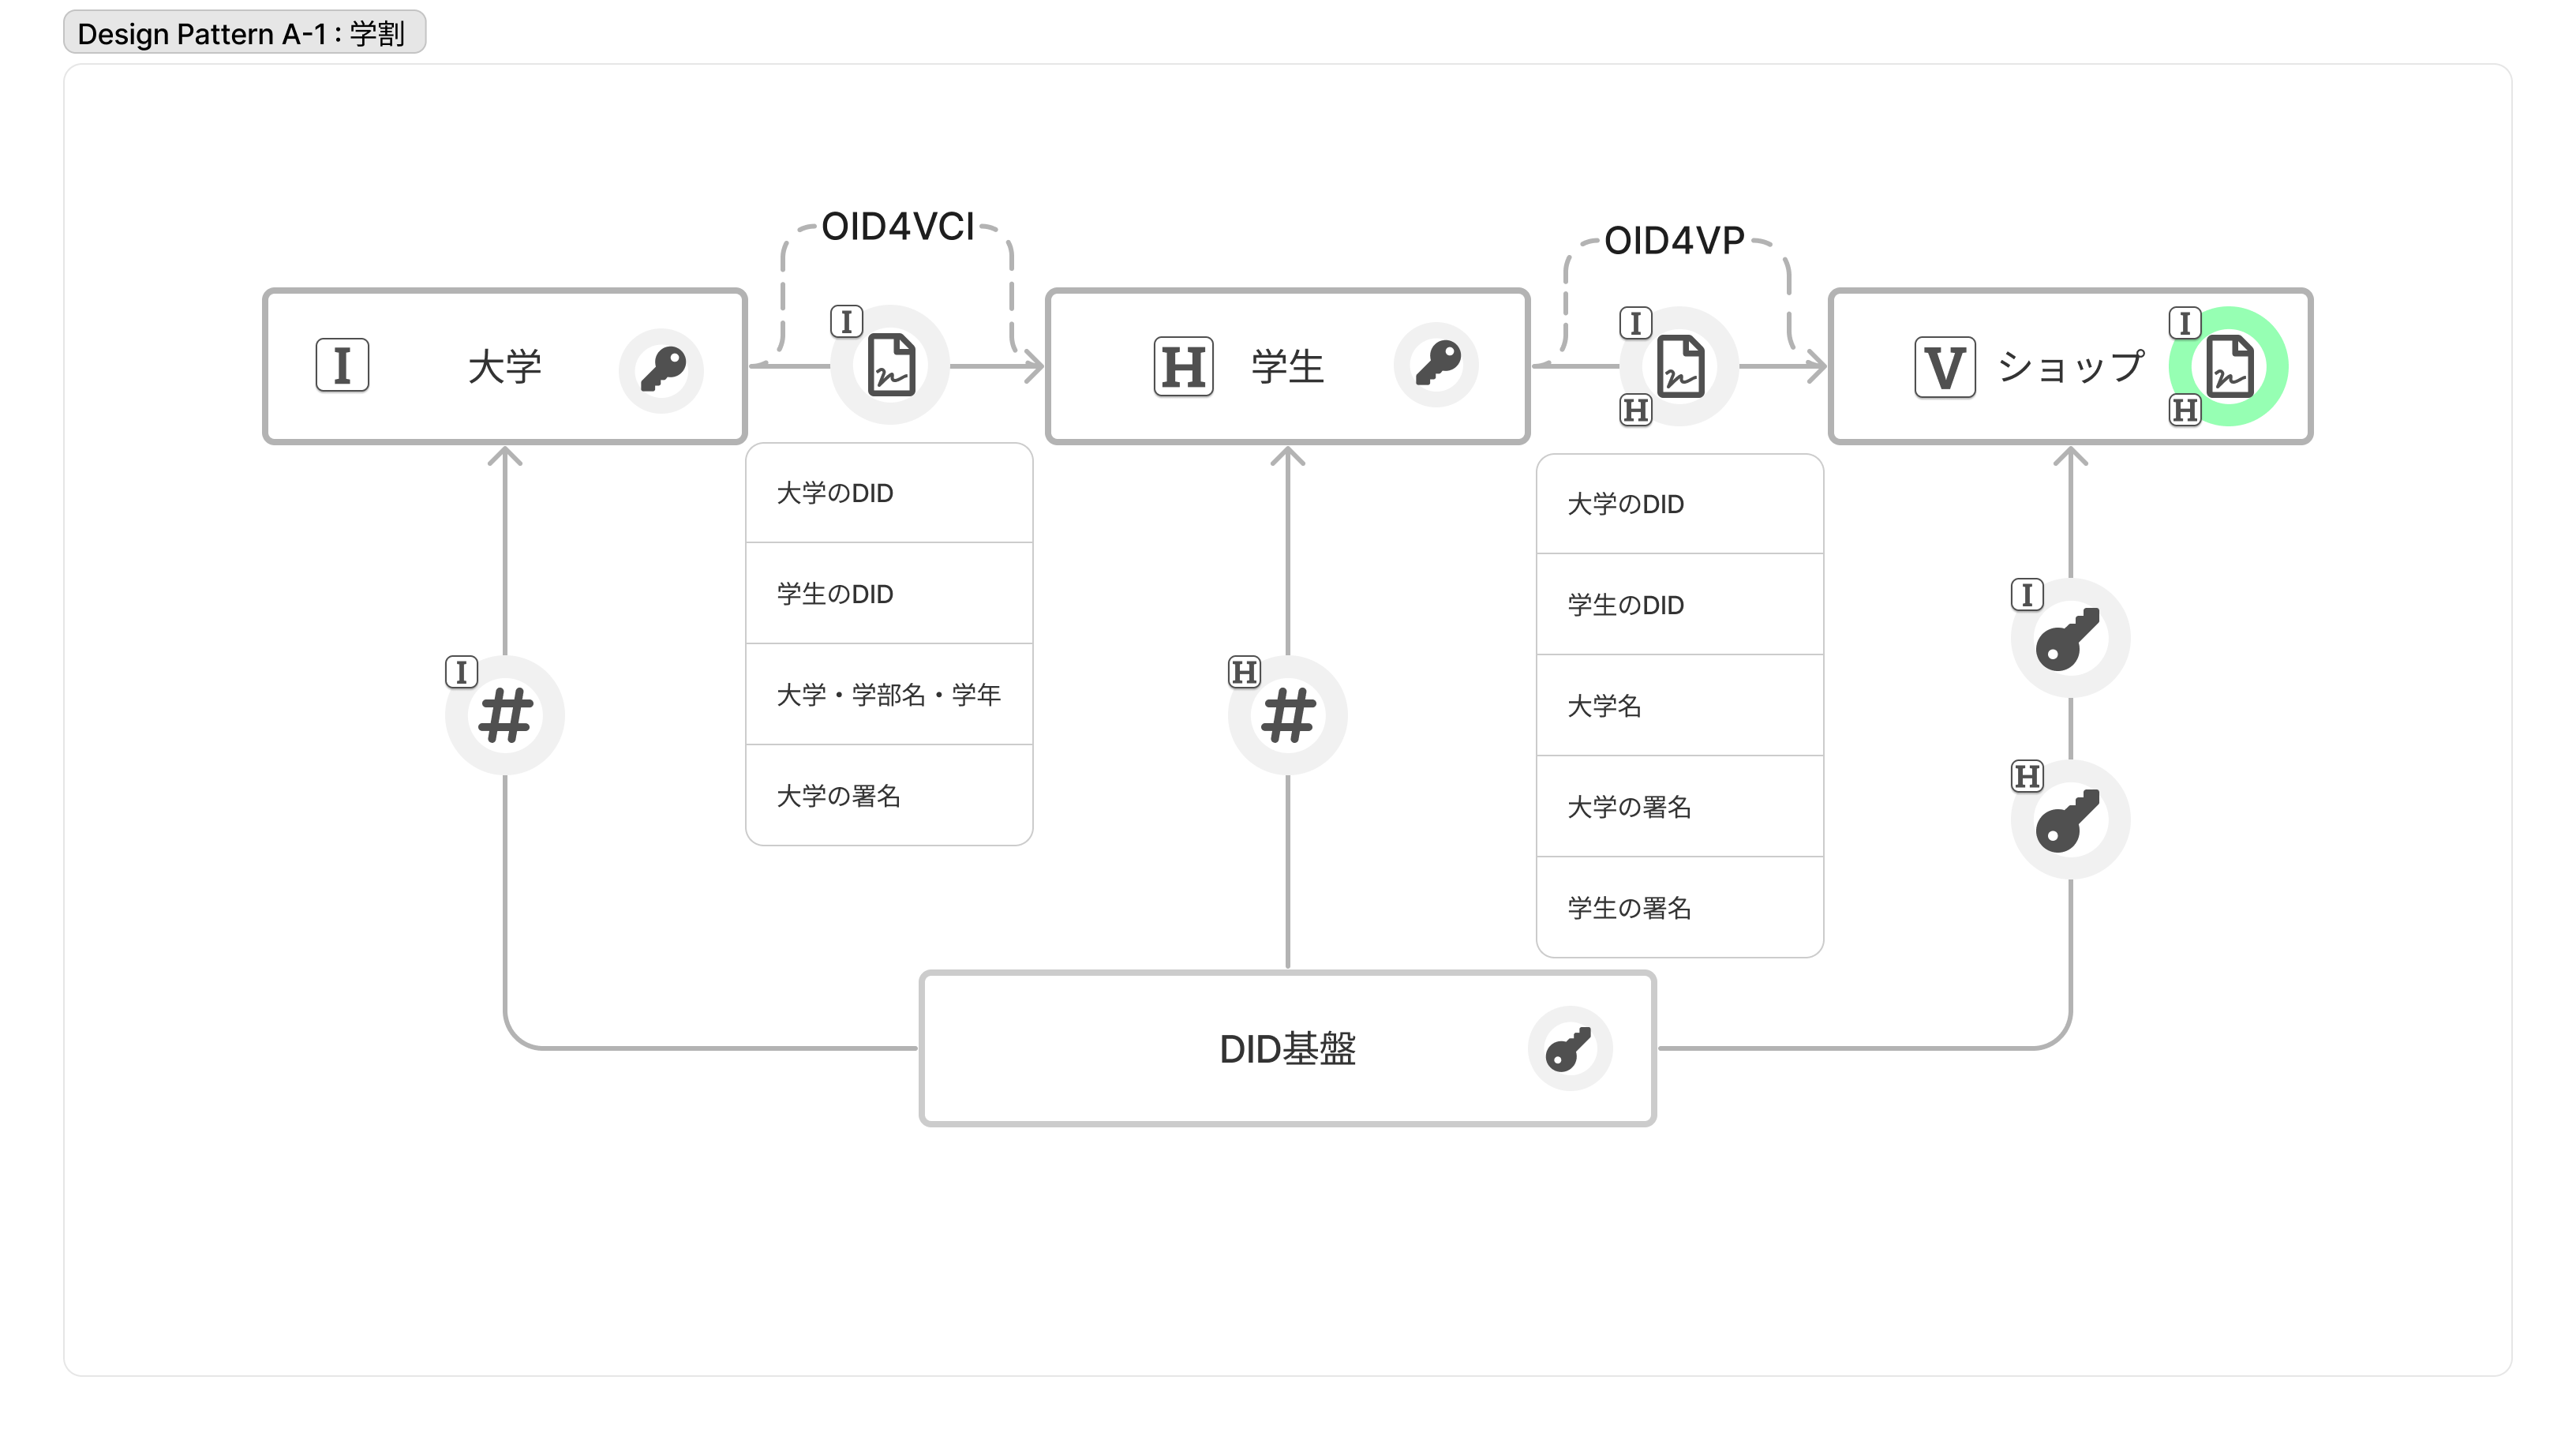 Design Pattern A-1 : 学割
OID4VCI
OID4VP
I
I
I
I
大学
H
学生
H
V
ショップ
H
大学のDID
学生のDID
大学・学部名・学年
大学の署名
大学のDID
学生のDID
大学名
大学の署名
学生の署名
I
#
H
#
I
H
DID基盤